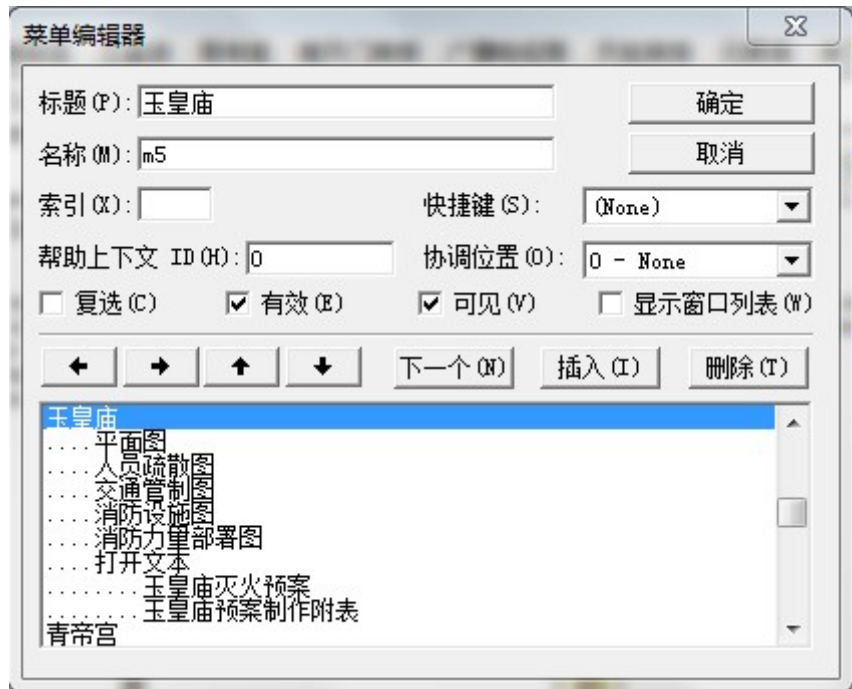 菜单编辑器
标题(P): 玉皇庙 确定
名称(M): m5 取消
索引(X): 快捷键(S): (None)
帮助上下文 ID(H): 0 协调位置(O): 0 - None
复选(C) 有效(E) 可见(V) 显示窗口列表(W)
下一个(N) 插入(I) 删除(T)
玉皇庙
....平面图
....人员疏散图
....交通管制图
....消防设施图
....消防力量部署图
....打开文本
........玉皇庙灭火预案
........玉皇庙预案制作附表
青帝宫